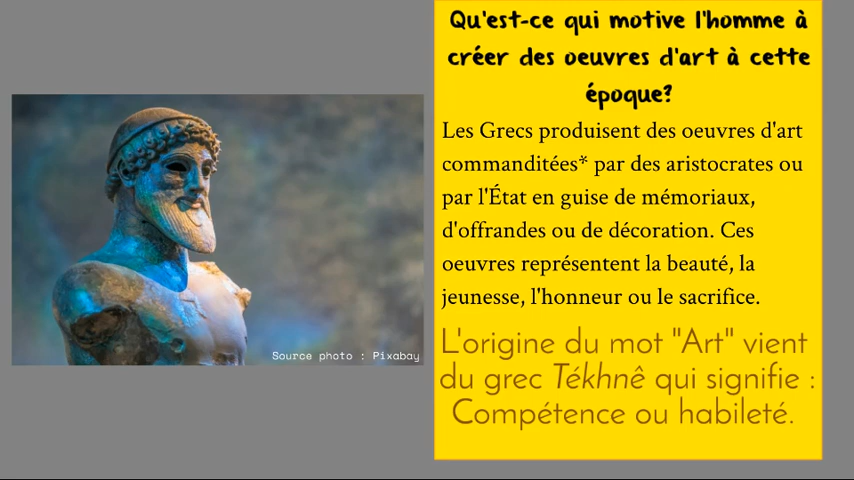 Qu'est-ce qui motive l'homme à
créer des oeuvres d'art à cette
époque?
Les Grecs produisent des oeuvres d'art
commanditées* par des aristocrates ou
par l'État en guise de mémoriaux,
d'offrandes ou de décoration. Ces
oeuvres représentent la beauté, la
jeunesse, l'honneur ou le sacrifice.
L'origine du mot "Art" vient
du grec Tékhnê qui signifie :
Compétence ou habileté.
Source photo : Pixabay